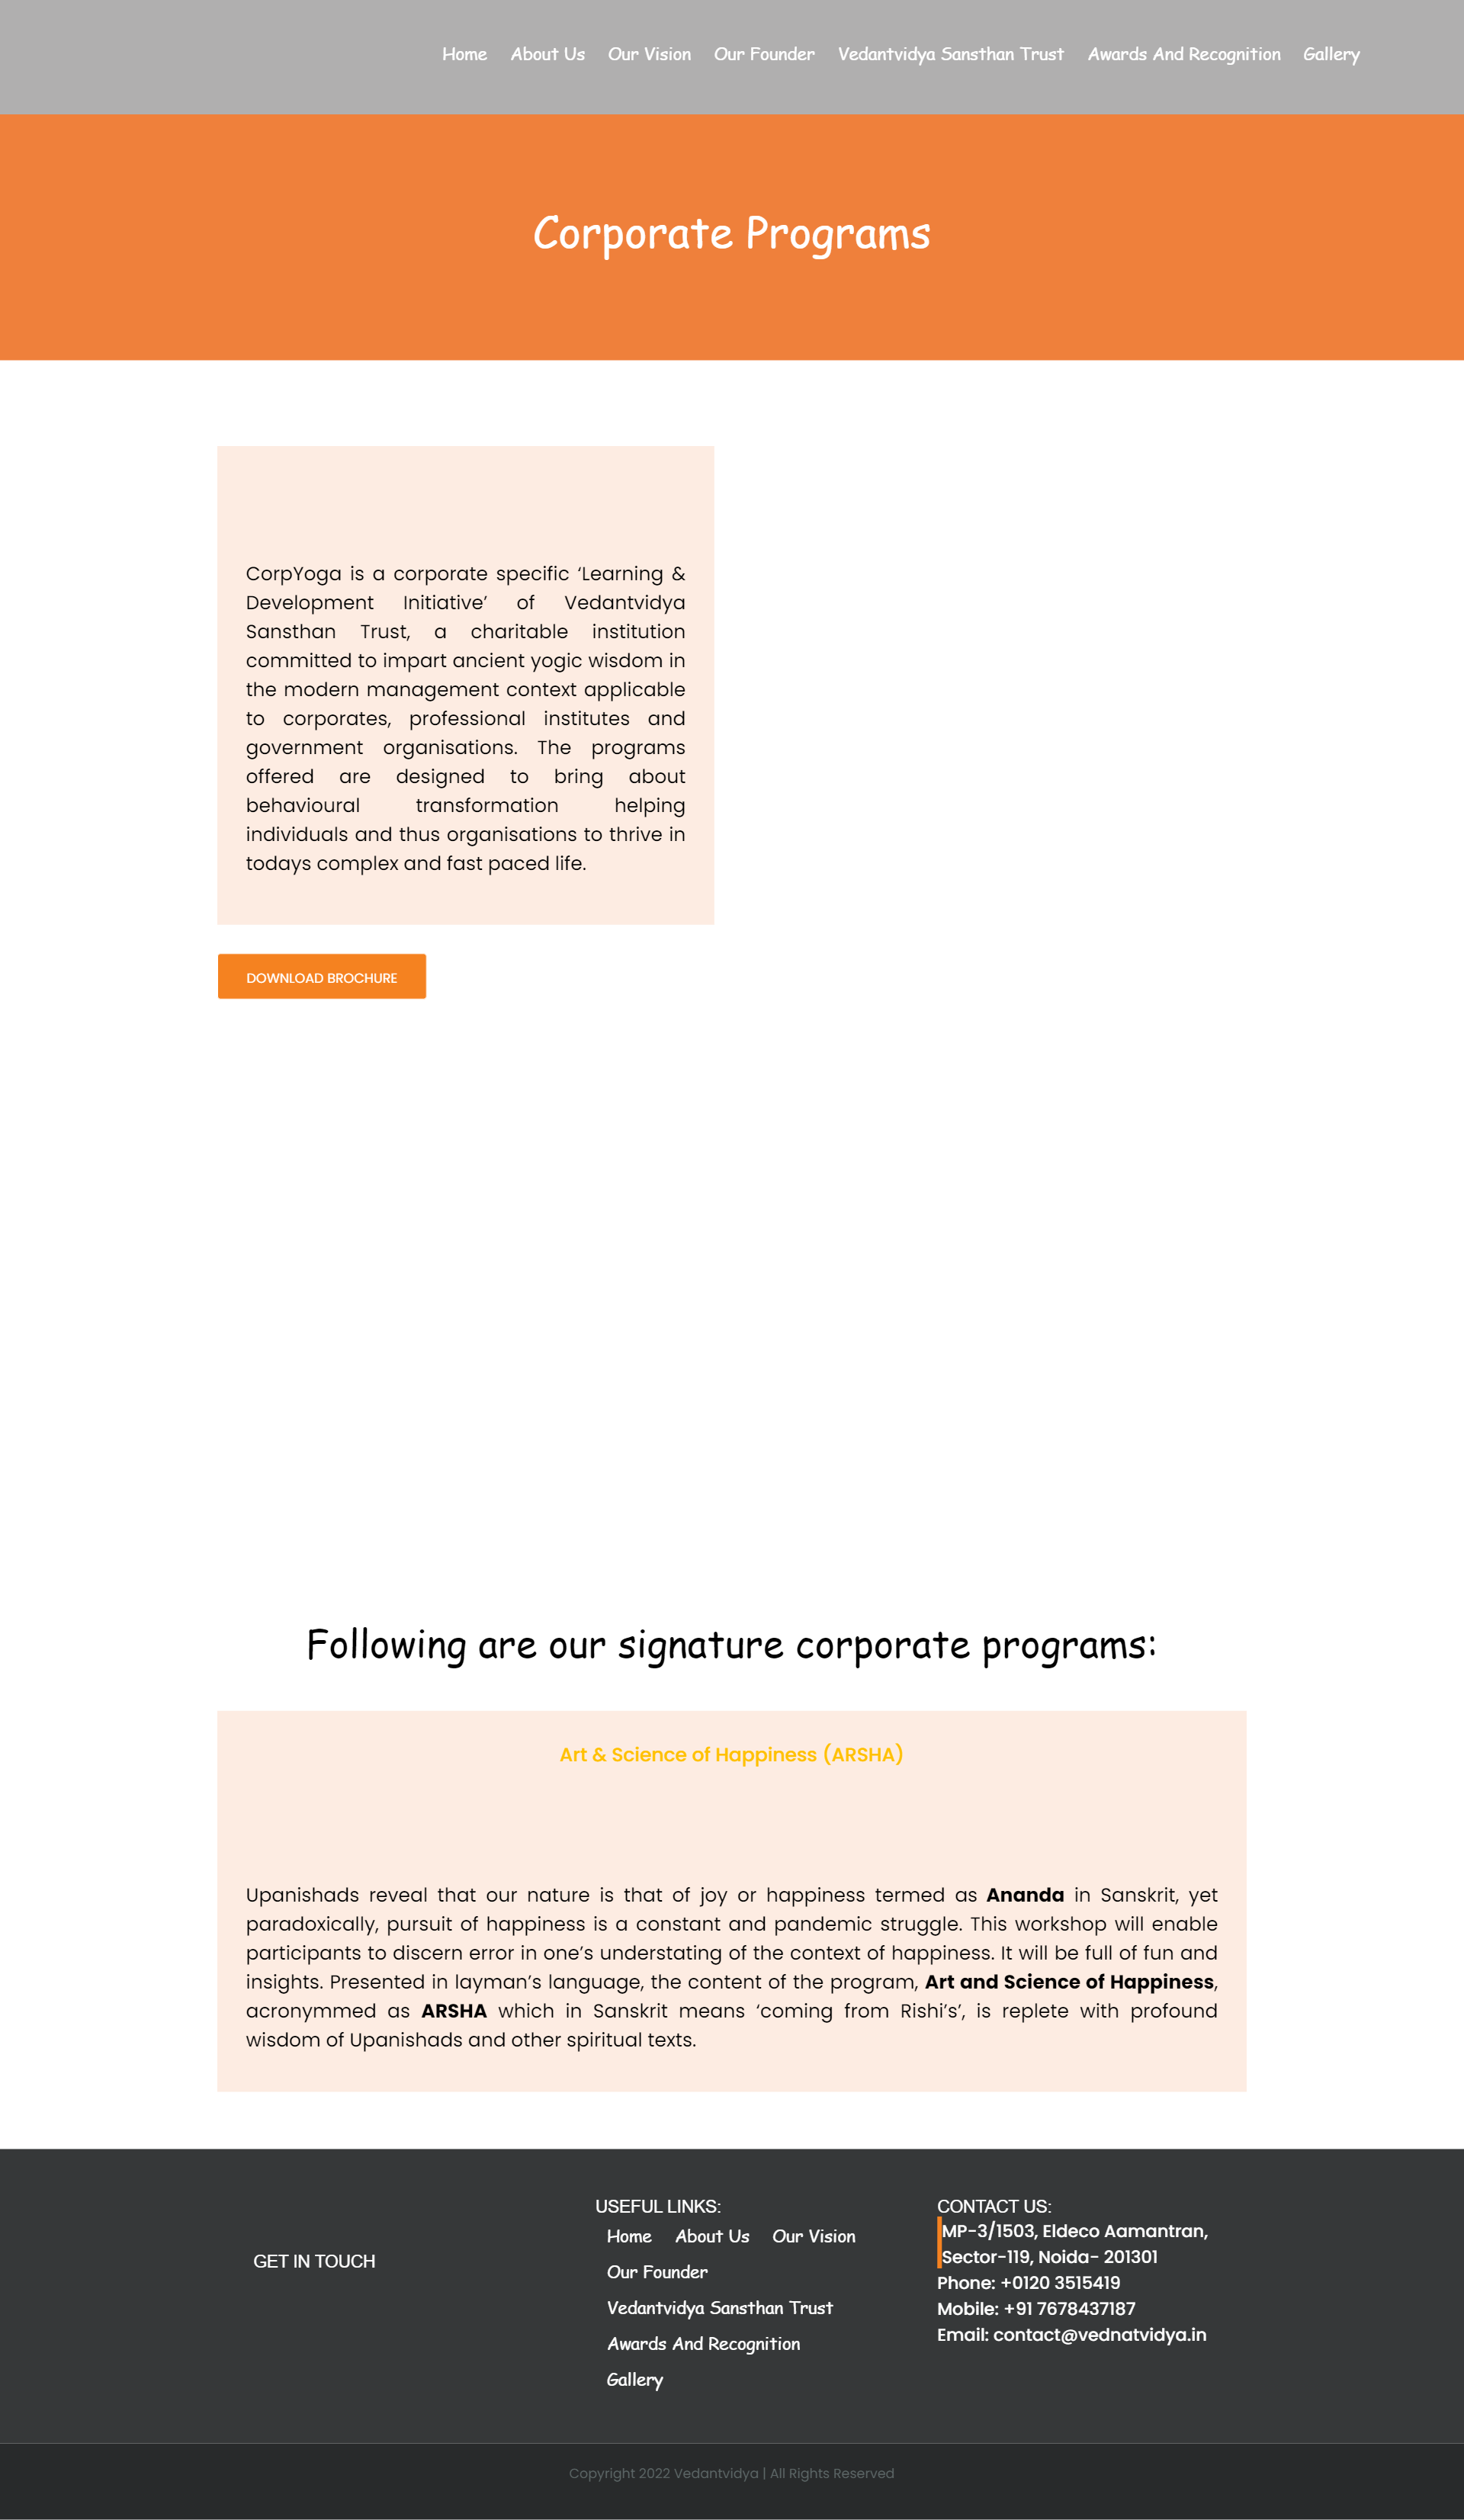 Home About Us Our Vision Our Founder Vedantvidya Sansthan Trust Awards And Recognition Gallery
Corporate Programs
CorpYoga is a corporate specific ‘Learning &
Development Initiative’ of Vedantvidya
Sansthan Trust, a charitable institution
committed to impart ancient yogic wisdom in
the modern management context applicable
to corporates, professional institutes and
government organisations. The programs
offered are designed to bring about
behavioural transformation helping
individuals and thus organisations to thrive in
todays complex and fast paced life.
DOWNLOAD BROCHURE
Following are our signature corporate programs:
Art & Science of Happiness (ARSHA)
Upanishads reveal that our nature is that of joy or happiness termed as Ananda in Sanskrit, yet
paradoxically, pursuit of happiness is a constant and pandemic struggle. This workshop will enable
participants to discern error in one’s understating of the context of happiness. It will be full of fun and
insights. Presented in layman’s language, the content of the program, Art and Science of Happiness,
acronymmed as ARSHA which in Sanskrit means ‘coming from Rishi’s’, is replete with profound
wisdom of Upanishads and other spiritual texts.
GET IN TOUCH
USEFUL LINKS:
Home About Us Our Vision
Our Founder
Vedantvidya Sansthan Trust
Awards And Recognition
Gallery
CONTACT US:
MP-3/1503, Eldeco Aamantran,
Sector-119, Noida- 201301
Phone: +0120 3515419
Mobile: +91 7678437187
Email: contact@vednatvidya.in
Copyright 2022 Vedantvidya | All Rights Reserved